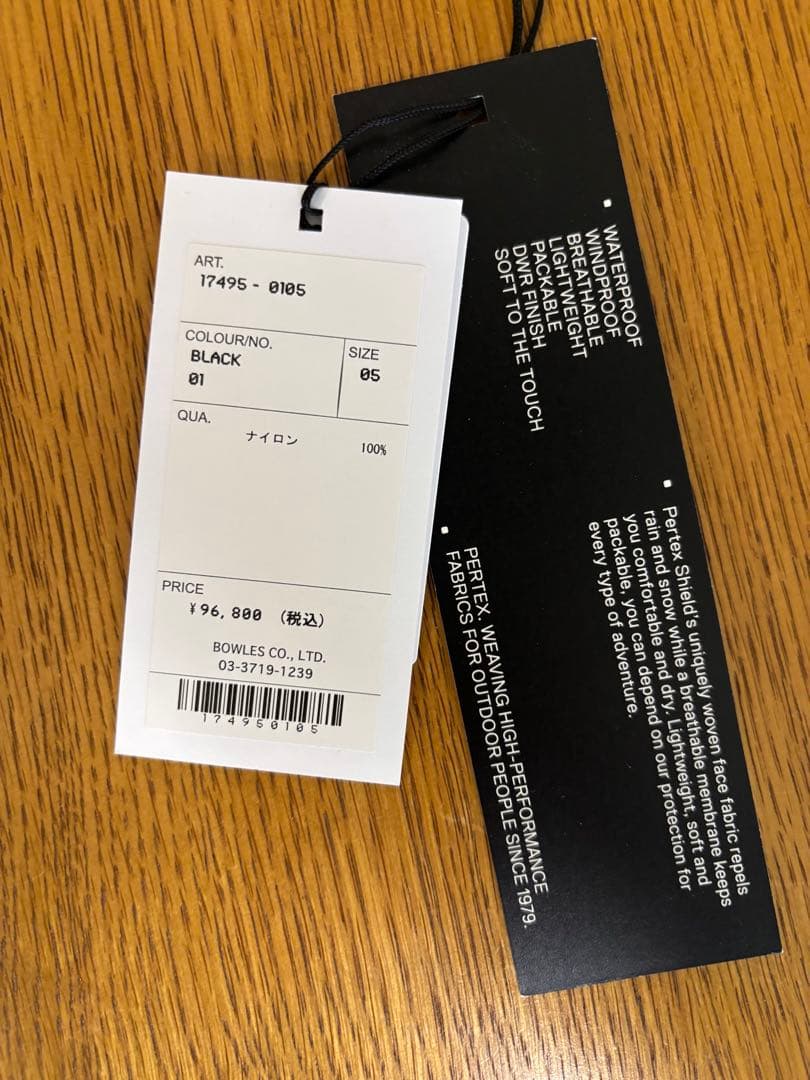 ART.
17495 - 0105
COLOUR/NO.
BLACK
01
SIZE
05
QUA.
ナイロン 100%
PRICE
¥96,800 (税込)
BOWLES CO., LTD.
03-3719-1239
174950105
WATERPROOF
WINDPROOF
BREATHABLE
LIGHTWEIGHT
PACKABLE
DWR FINISH
SOFT TO THE TOUCH
Pertex Shield's uniquely woven face fabric repels
rain and snow while a breathable membrane keeps
you comfortable and dry. Lightweight, soft and
packable, you can depend on our protection for
every type of adventure.
PERTEX. WEAVING HIGH-PERFORMANCE
FABRICS FOR OUTDOOR PEOPLE SINCE 1979.